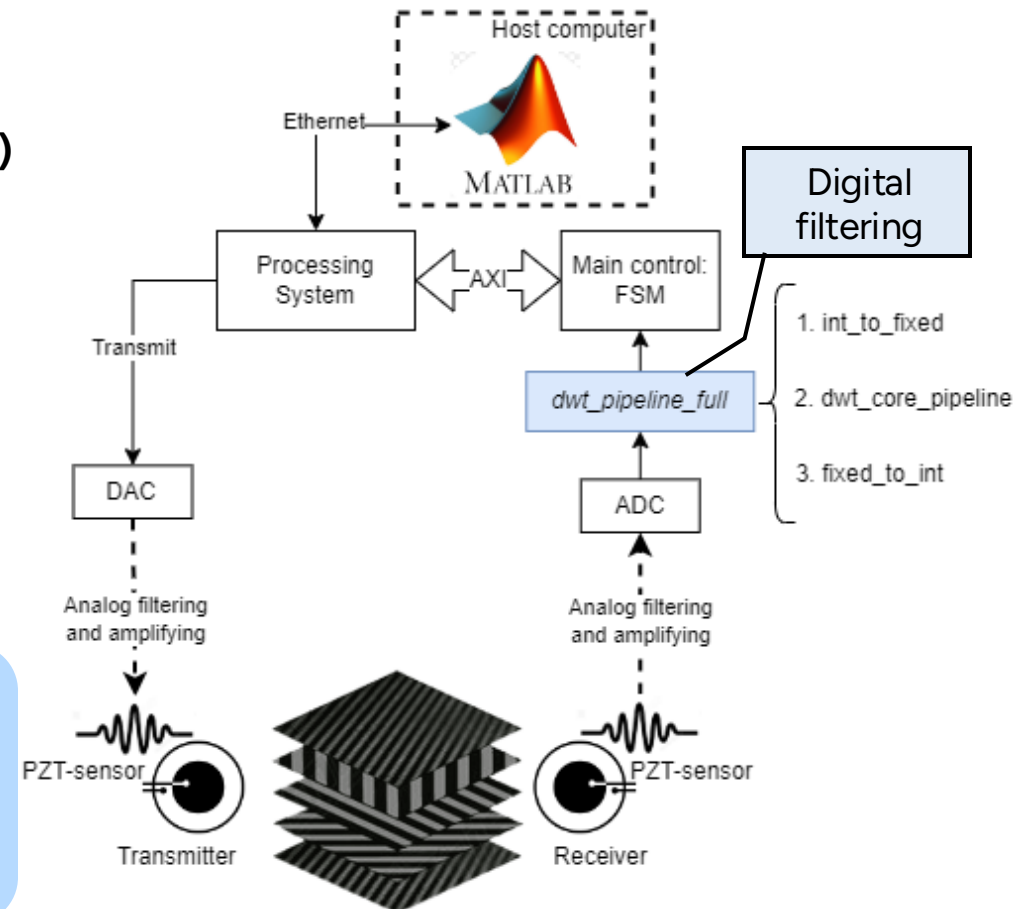 Host computer
)
Ethernet
MATLAB
Digital
filtering
Processing
System
AXI
Main control:
FSM
1. int_to_fixed
Transmit
dwt_pipeline_full
2. dwt_core_pipeline
3. fixed_to_int
DAC
ADC
Analog filtering
and amplifying
Analog filtering
and amplifying
PZT-sensor
PZT-sensor
Transmitter
Receiver